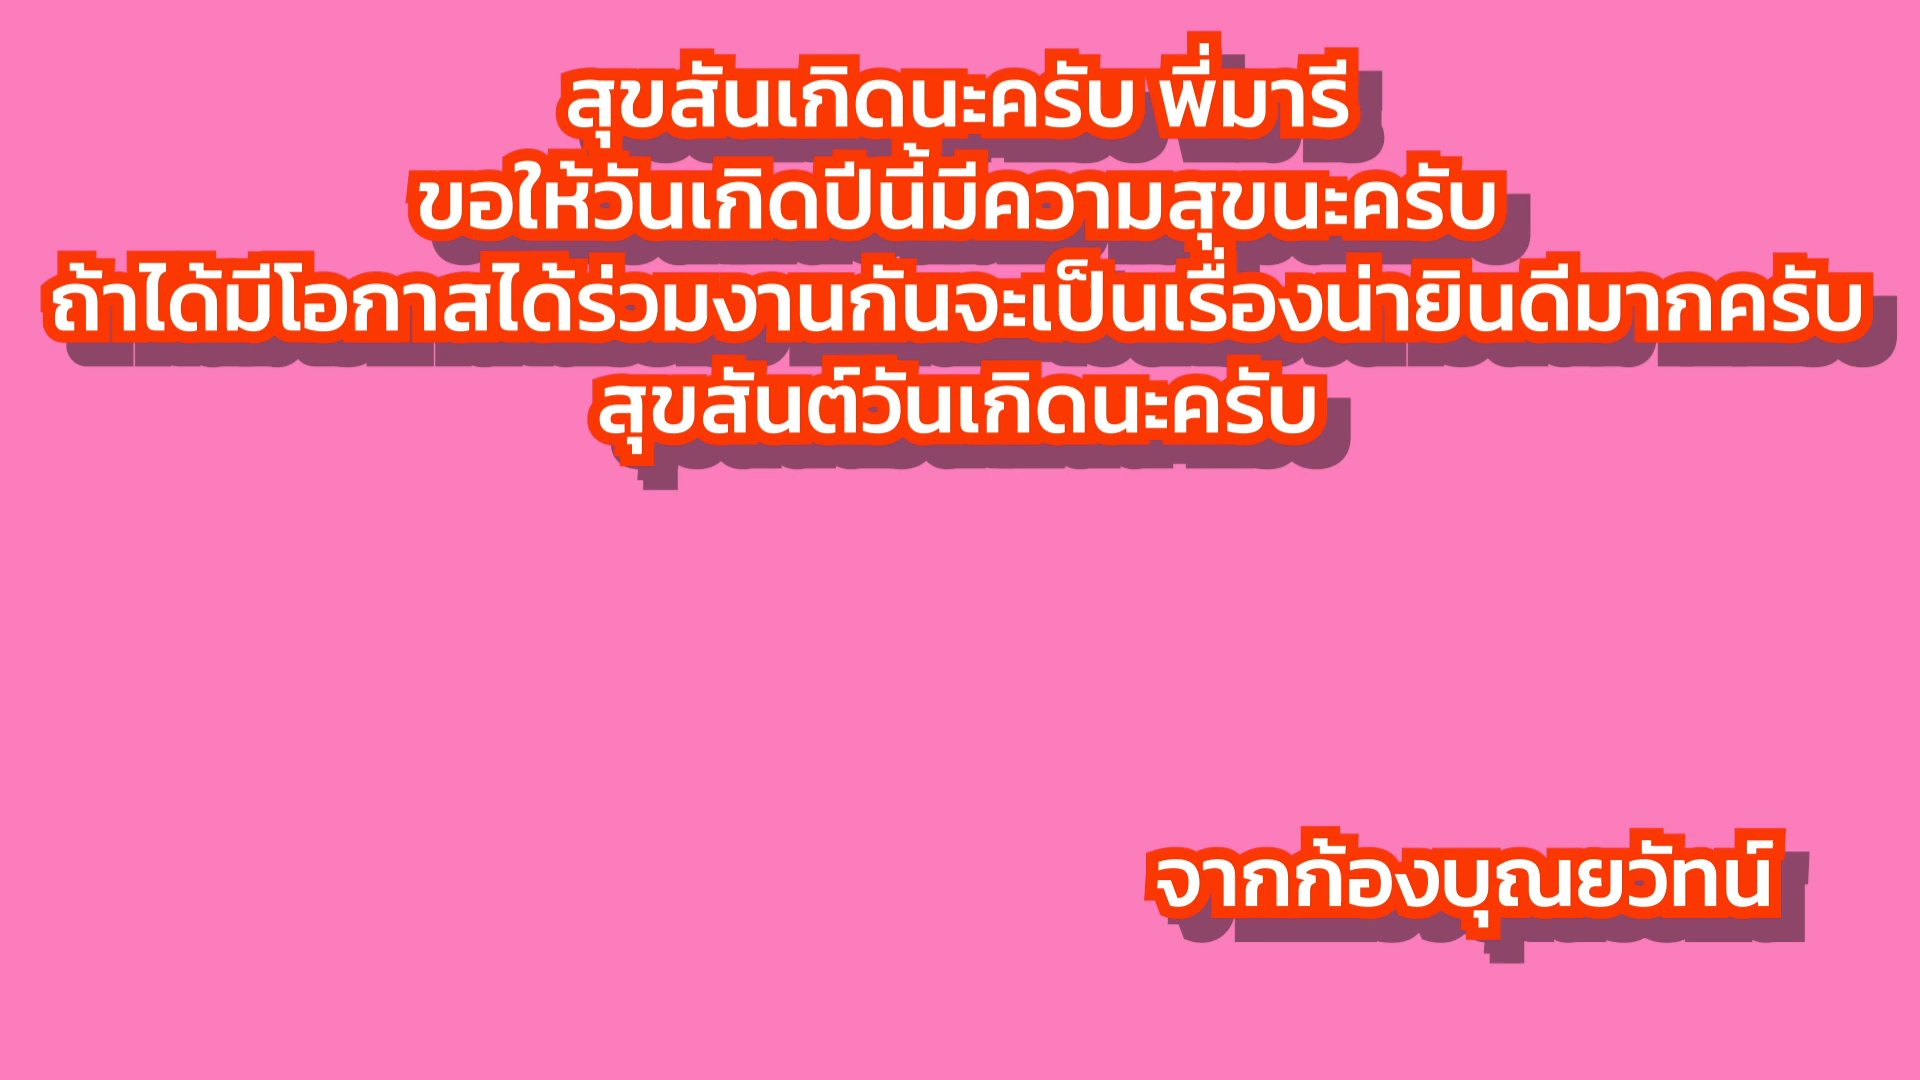 สุขสันเกิดนะครับ พี่มารี
ขอให้วันเกิดปีนี้มีความสุขนะครับ
ถ้าได้มีโอกาสได้ร่วมงานกันจะเป็นเรื่องน่ายินดีมากครับ
สุขสันต์วันเกิดนะครับ
จากก้องบุณยวัทน์